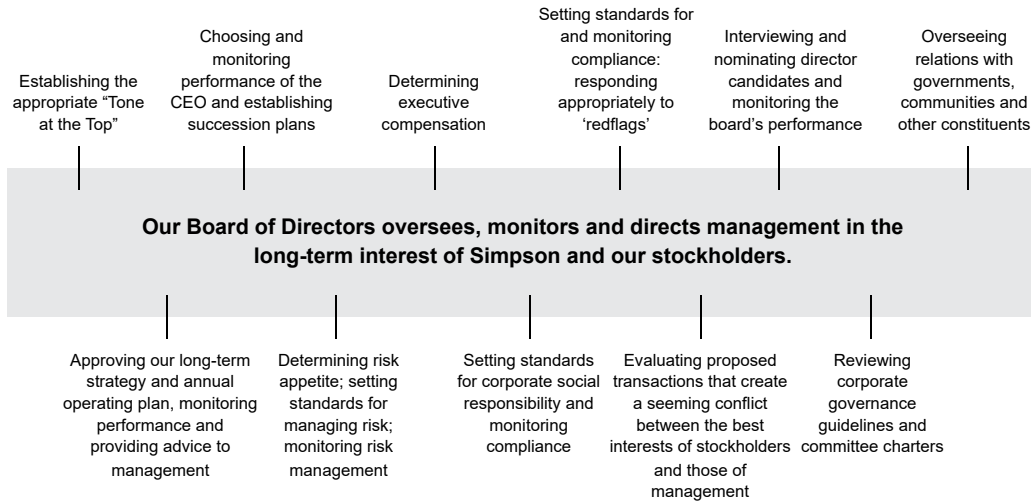 Establishing the
appropriate “Tone
at the Top”
Choosing and
monitoring
performance of the
CEO and establishing
succession plans
Determining
executive
compensation
Setting standards for
and monitoring
compliance:
responding
appropriately to
‘redflags’
Interviewing and
nominating director
candidates and
monitoring the
board’s performance
Overseeing
relations with
governments,
communities and
other constituents
Our Board of Directors oversees, monitors and directs management in the
long-term interest of Simpson and our stockholders.
Approving our long-term
strategy and annual
operating plan, monitoring
performance and
providing advice to
management
Determining risk
appetite; setting
standards for
managing risk;
monitoring risk
management
Setting standards
for corporate social
responsibility and
monitoring
compliance
Evaluating proposed
transactions that create
a seeming conflict
between the best
interests of stockholders
and those of
management
Reviewing
corporate
governance
guidelines and
committee charters